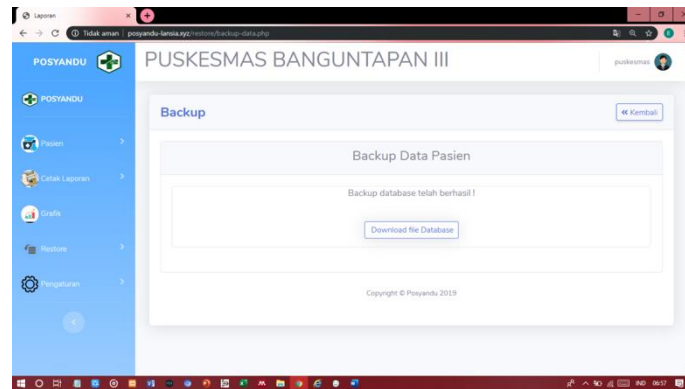 Laporan
Tidak aman | posyandu-lansia.xyz/restore/backup-data.php
POSYANDU
PUSKESMAS BANGUNTAPAN III
puskesmas
POSYANDU
Backup
Kembali
Pasien
Backup Data Pasien
Cetak Laporan
Backup database telah berhasil !
Grafik
Download file Database
Restore
Pengaturan
Copyright © Posyandu 2019
IND 06:57